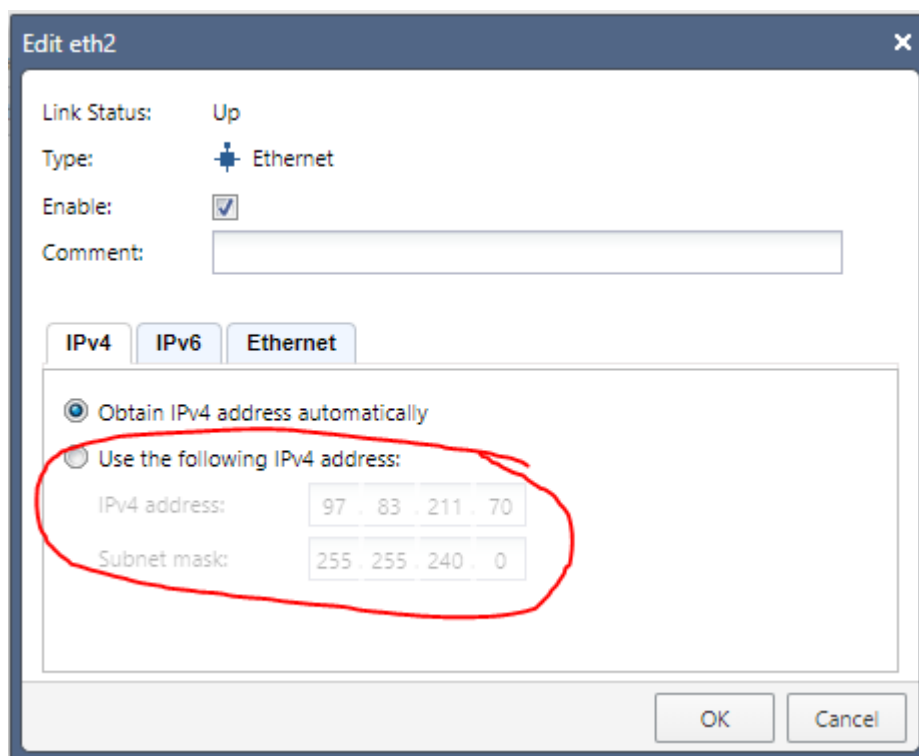 Edit eth2
Link Status: Up
Type: Ethernet
Enable:
Comment:
IPv4 IPv6 Ethernet
Obtain IPv4 address automatically
Use the following IPv4 address:
IPv4 address: 97 . 83 . 211 . 70
Subnet mask: 255 . 255 . 240 . 0
OK Cancel